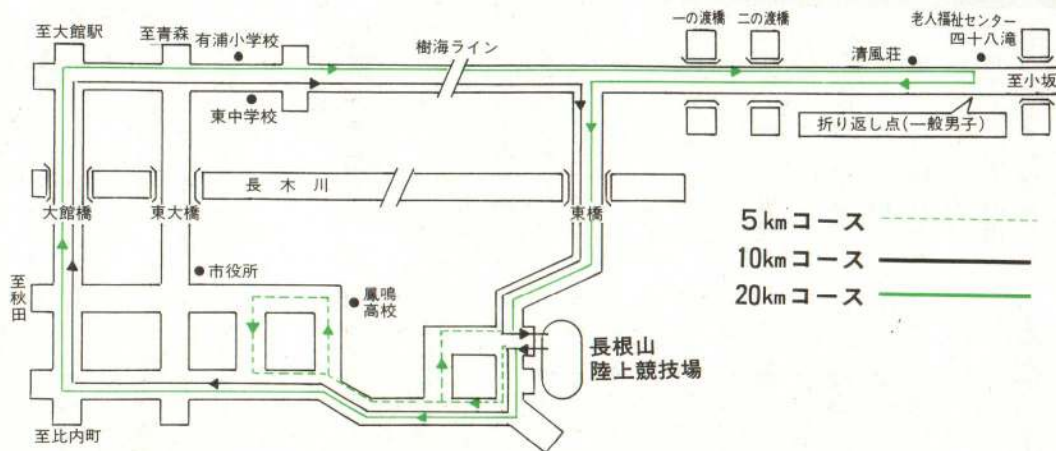 一の渡橋
二の渡橋
老人福祉センター
四十八滝
清風荘
至大館駅
至青森
有浦小学校
樹海ライン
至小坂
東中学校
折り返し点(一般男子)
長木川
大館橋
東大橋
東橋
5kmコース
10kmコース
20kmコース
市役所
至秋田
鳳鳴
高校
長根山
陸上競技場
至比内町